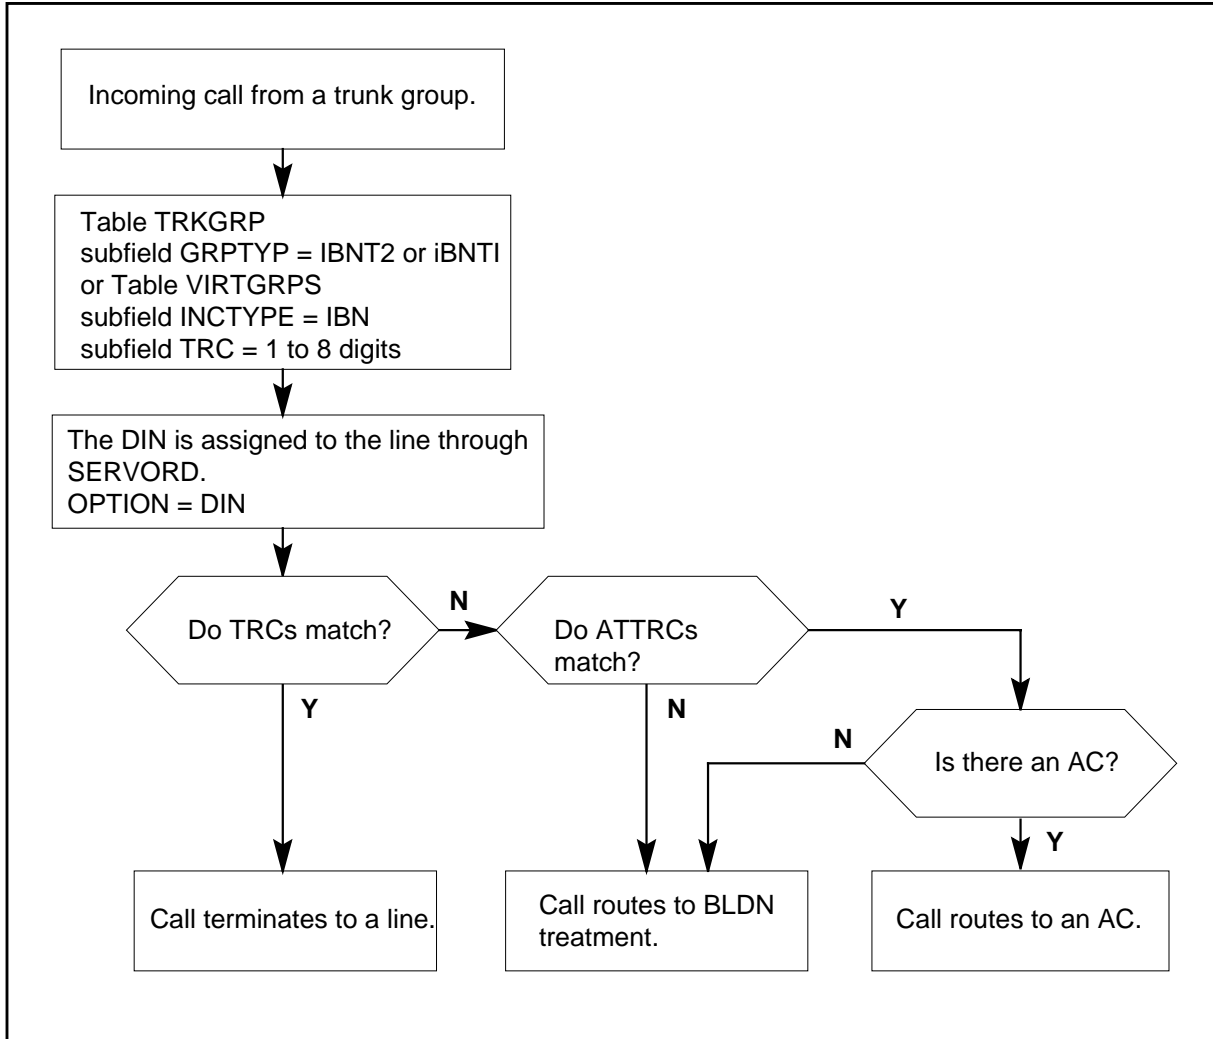 Incoming call from a trunk group.
Table TRKGRP
subfield GRPTYP = IBNT2 or iBNTI
or Table VIRTGRPS
subfield INCTYPE = IBN
subfield TRC = 1 to 8 digits
The DIN is assigned to the line through
SERVORD.
OPTION = DIN
Do TRCs match?
N
Do ATTRCs
match?
Y
Y
N
N
Is there an AC?
Y
Call terminates to a line.
Call routes to BLDN
treatment.
Call routes to an AC.